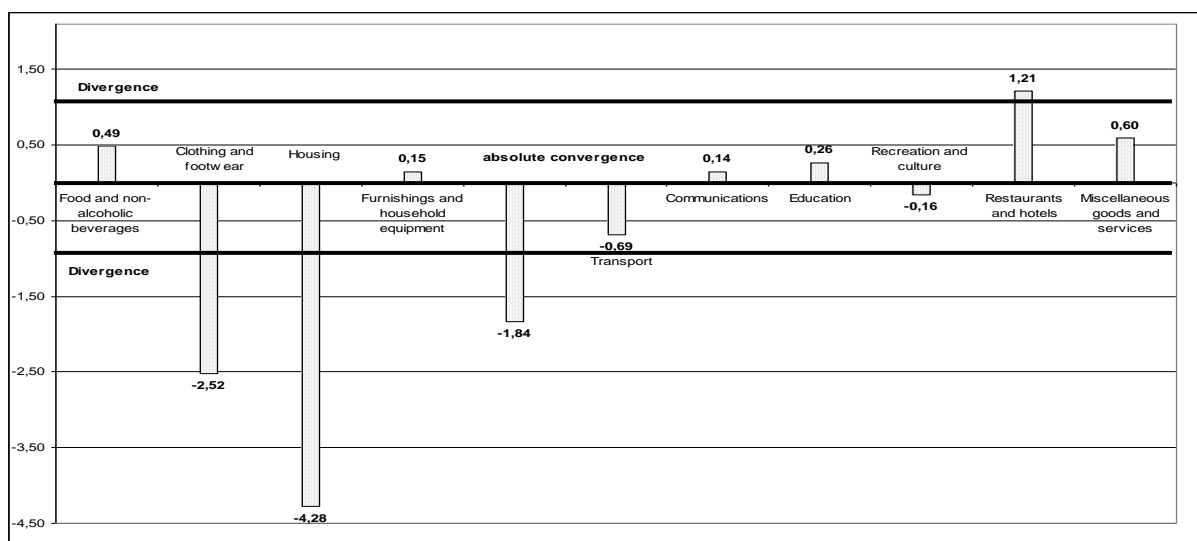 1,50
0,50
-0,50
-1,50
-2,50
-3,50
-4,50
Divergence
Divergence
absolute convergence
0,49
Food and non-
alcoholic
beverages
Clothing and
footwear
-2,52
Housing
-4,28
0,15
Furnishings and
household
equipment
-1,84
-0,69
Transport
0,14
Communications
0,26
Education
Recreation and
culture
-0,16
1,21
Restaurants
and hotels
0,60
Miscellaneous
goods and
services